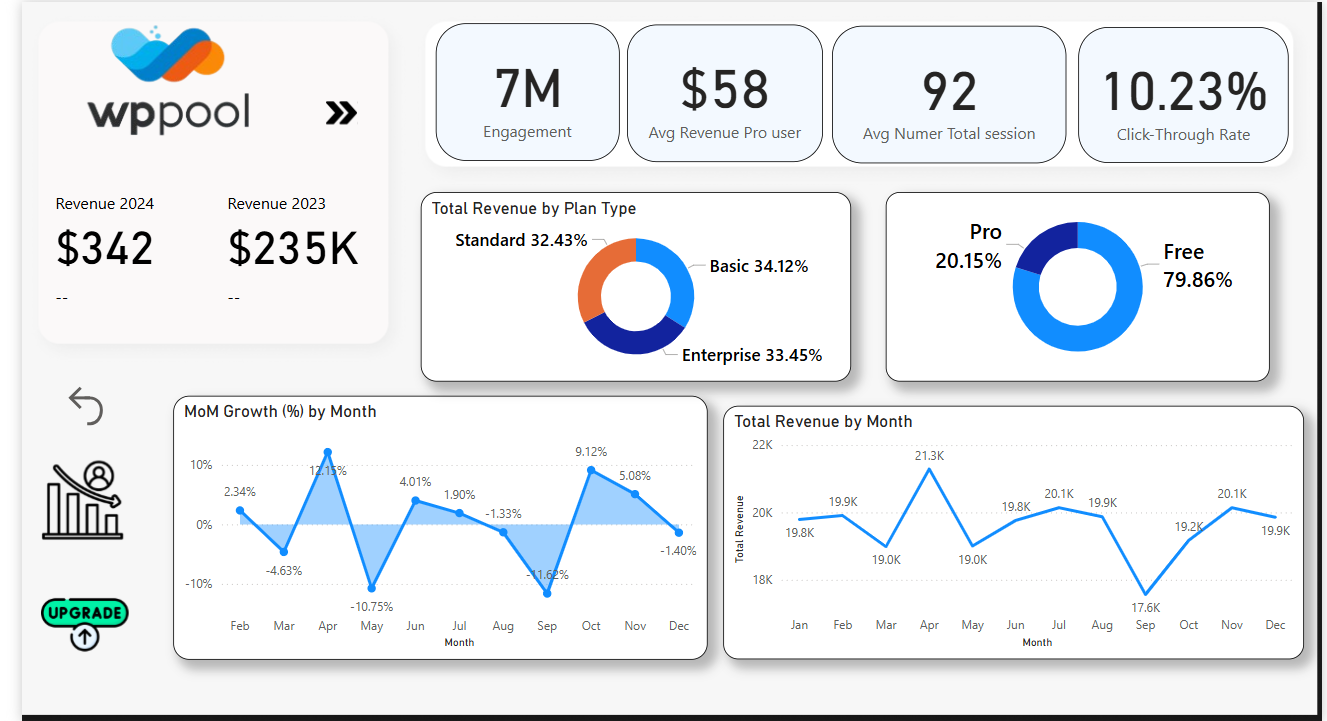 wppool
Revenue 2024
Revenue 2023
$342
$235K
--
--
7M
Engagement
$58
Avg Revenue Pro user
92
Avg Numer Total session
10.23%
Click-Through Rate
Total Revenue by Plan Type
Standard 32.43%
Basic 34.12%
Enterprise 33.45%
Pro
20.15%
Free
79.86%
UPGRADE
MoM Growth (%) by Month
10%
0%
-10%
2.34%
-4.63%
12.15%
-10.75%
4.01%
1.90%
-1.33%
-11.62%
9.12%
5.08%
-1.40%
Feb Mar Apr May Jun Jul Aug Sep Oct Nov Dec
Month
Total Revenue by Month
Total Revenue
22K
20K
18K
19.8K
19.9K
19.0K
21.3K
19.0K
19.8K
20.1K
19.9K
17.6K
19.2K
20.1K
19.9K
Jan Feb Mar Apr May Jun Jul Aug Sep Oct Nov Dec
Month